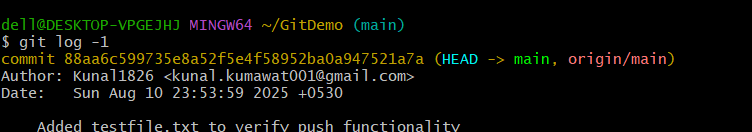 dell@DESKTOP-VPGEJHJ MINGW64 ~/GitDemo (main)
$ git log -1
commit 88aa6c599735e8a52f5e4f58952ba0a947521a7a (HEAD -> main, origin/main)
Author: Kunal1826 <kunal.kumawat001@gmail.com>
Date:   Sun Aug 10 23:53:59 2025 +0530
    Added testfile.txt to verify push functionality